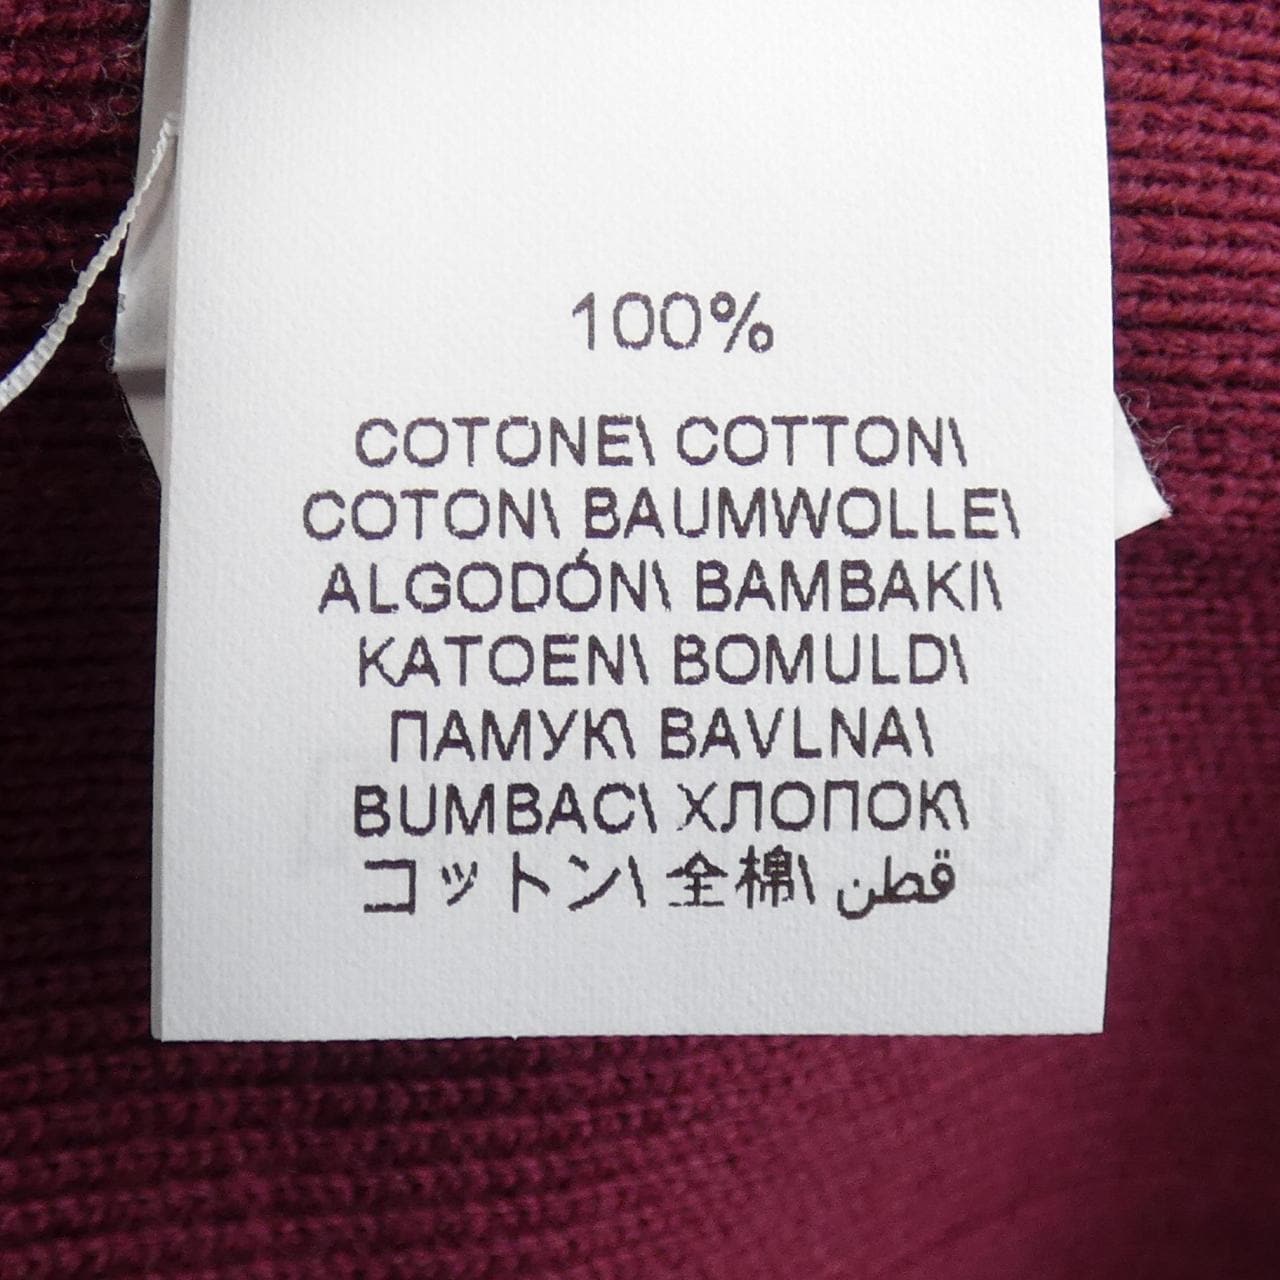 100%
COTONE\ COTTON\
COTON\ BAUMWOLLE\
ALGODÓN\ BAMBAKI\
KATOEN\ BOMULD\
ПАМУК\ BAVLNA\
BUMBAC\ ХЛОПОК\
コットン\ 全棉\ قطن